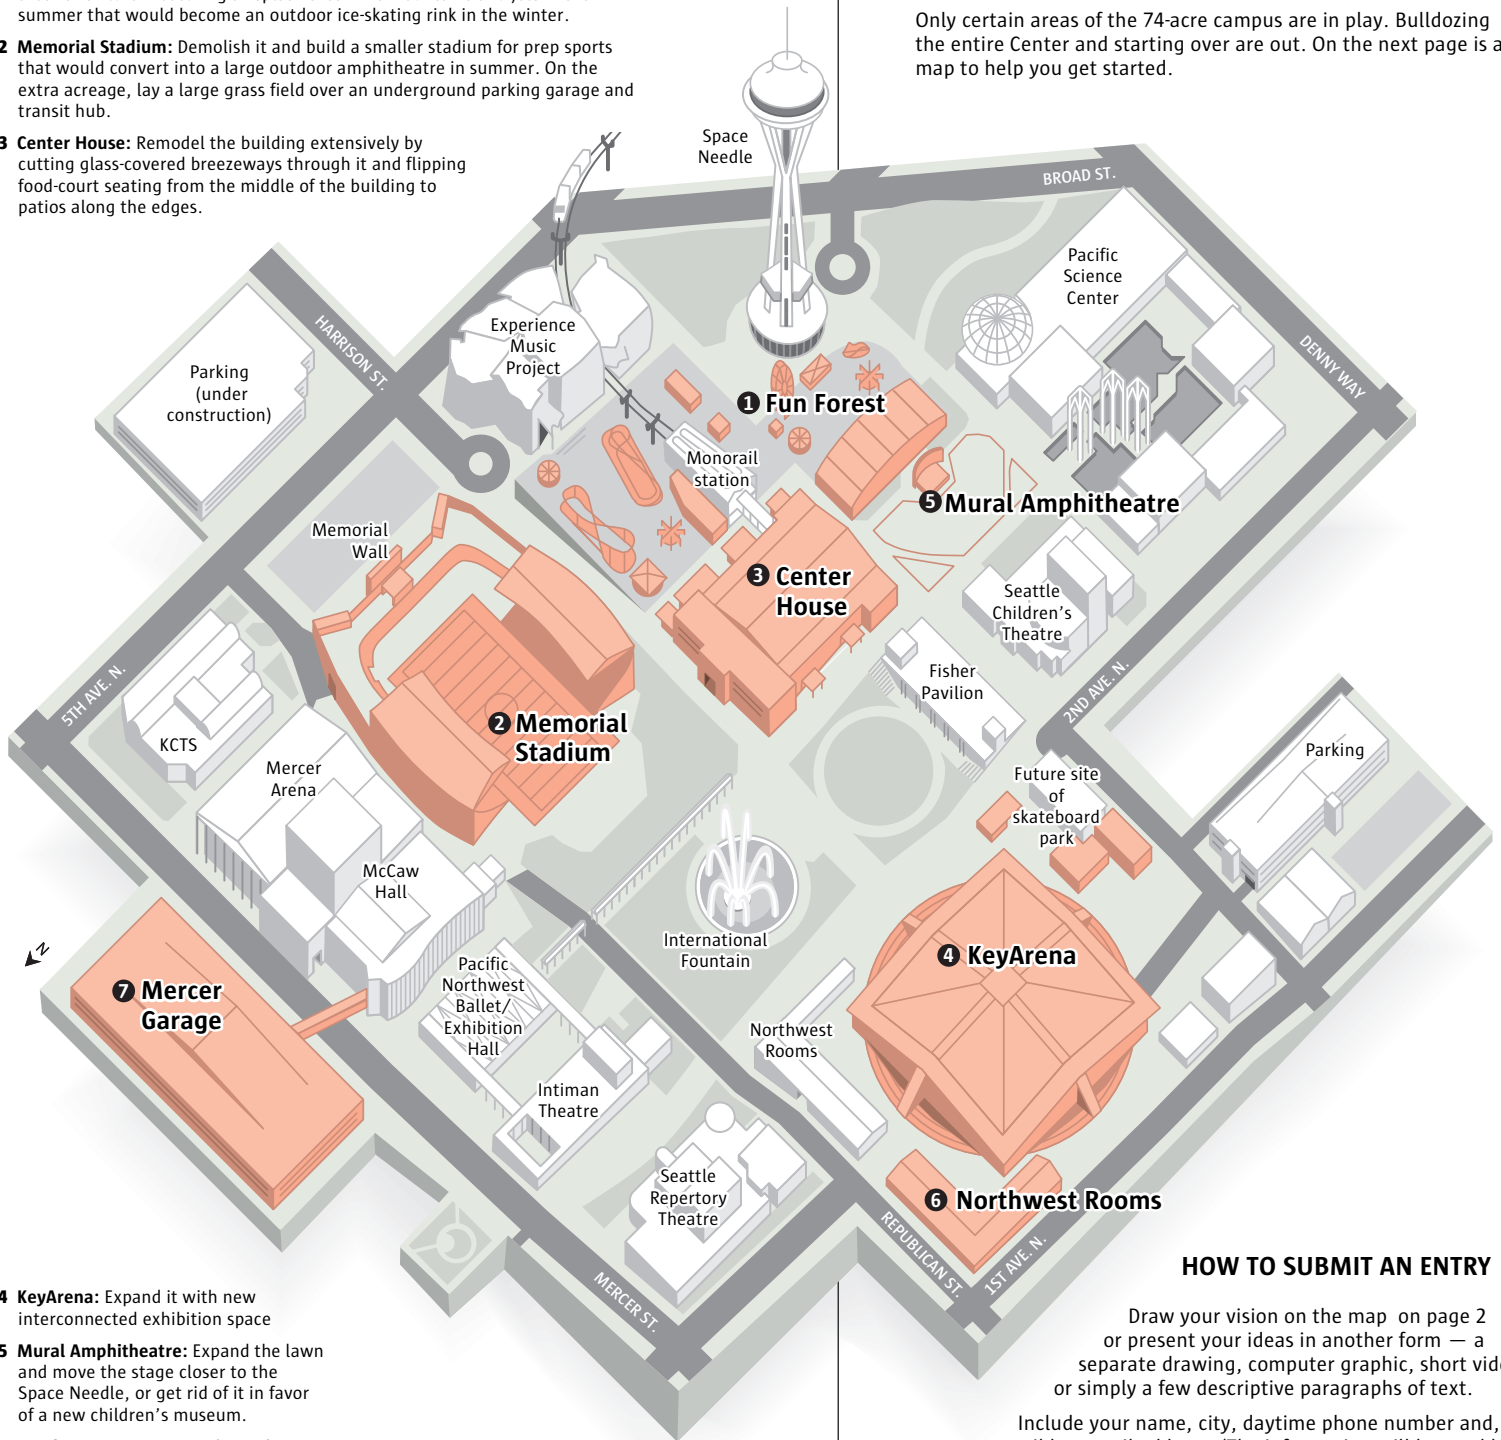 summer that would become an outdoor ice-skating rink in the winter.
2 Memorial Stadium: Demolish it and build a smaller stadium for prep sports
that would convert into a large outdoor amphitheatre in summer. On the
extra acreage, lay a large grass field over an underground parking garage and
transit hub.
3 Center House: Remodel the building extensively by
cutting glass-covered breezeways through it and flipping
food-court seating from the middle of the building to
patios along the edges.
Only certain areas of the 74-acre campus are in play. Bulldozing
the entire Center and starting over are out. On the next page is a
map to help you get started.
Space
Needle
BROAD ST.
Pacific
Science
Center
DENNY WAY
HARRISON ST.
Experience
Music
Project
Parking
(under
construction)
1 Fun Forest
Monorail
station
5 Mural Amphitheatre
Memorial
Wall
3 Center
House
Seattle
Children's
Theatre
Fisher
Pavilion
2ND AVE. N.
5TH AVE. N.
KCTS
2 Memorial
Stadium
Mercer
Arena
Parking
Future site
of
skateboard
park
McCaw
Hall
International
Fountain
4 KeyArena
N
7 Mercer
Garage
Pacific
Northwest
Ballet/
Exhibition
Hall
Northwest
Rooms
Intiman
Theatre
Seattle
Repertory
Theatre
6 Northwest Rooms
REPUBLICAN ST.
1ST AVE. N.
MERCER ST.
4 KeyArena: Expand it with new
interconnected exhibition space
5 Mural Amphitheatre: Expand the lawn
and move the stage closer to the
Space Needle, or get rid of it in favor
of a new children's museum.
HOW TO SUBMIT AN ENTRY
Draw your vision on the map on page 2
or present your ideas in another form — a
separate drawing, computer graphic, short
or simply a few descriptive paragraphs of text.
Include your name, city, daytime phone number and,